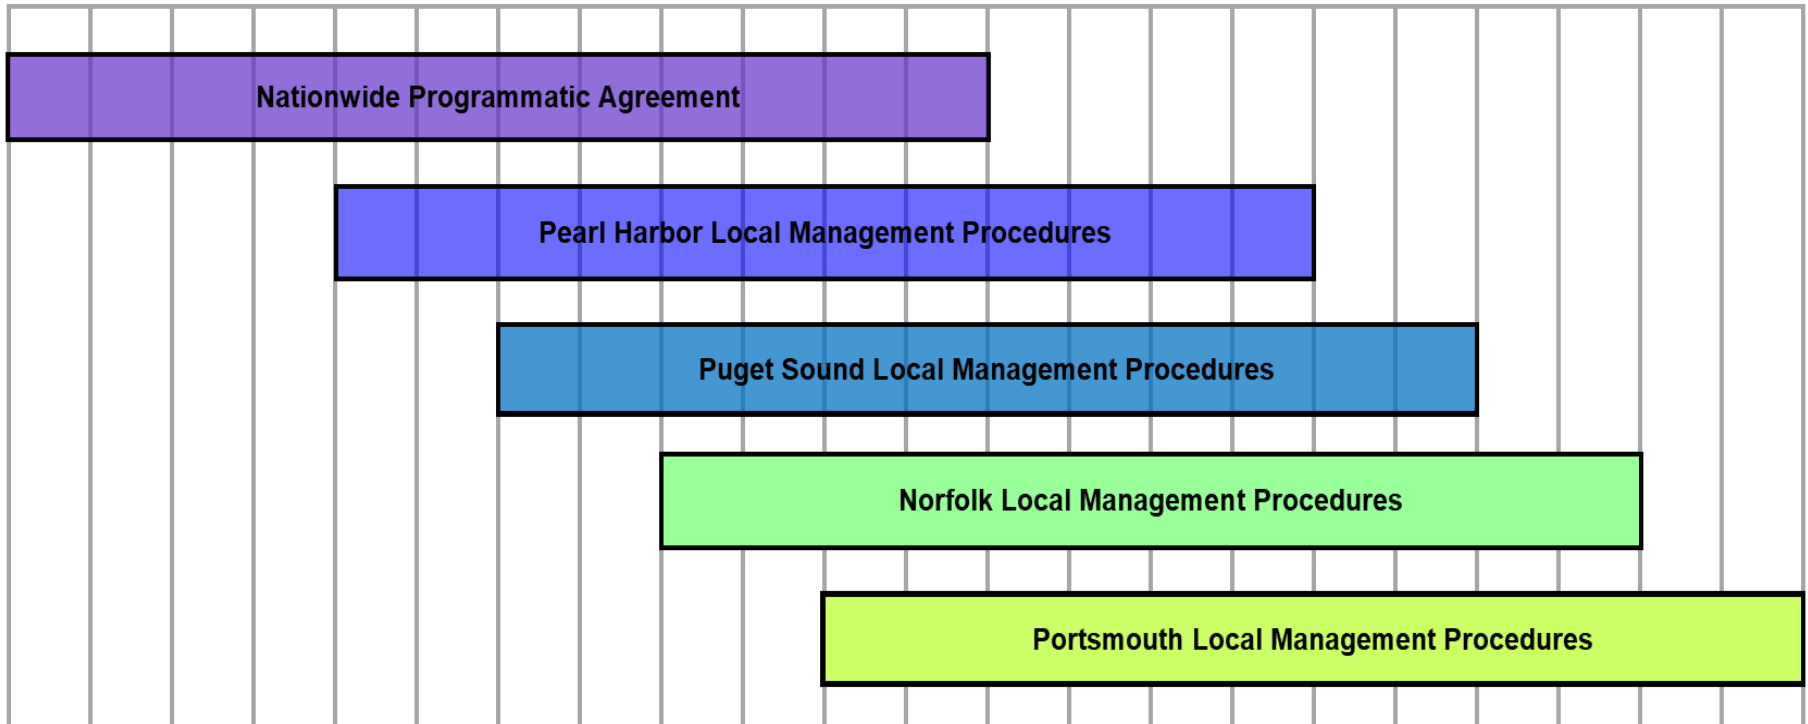 Nationwide Programmatic Agreement
Pearl Harbor Local Management Procedures
Puget Sound Local Management Procedures
Norfolk Local Management Procedures
Portsmouth Local Management Procedures